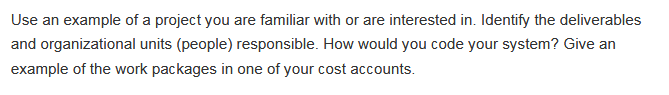 Use an example of a project you are familiar with or are interested in. Identify the deliverables
and organizational units (people) responsible. How would you code your system? Give an
example of the work packages in one of your cost accounts.